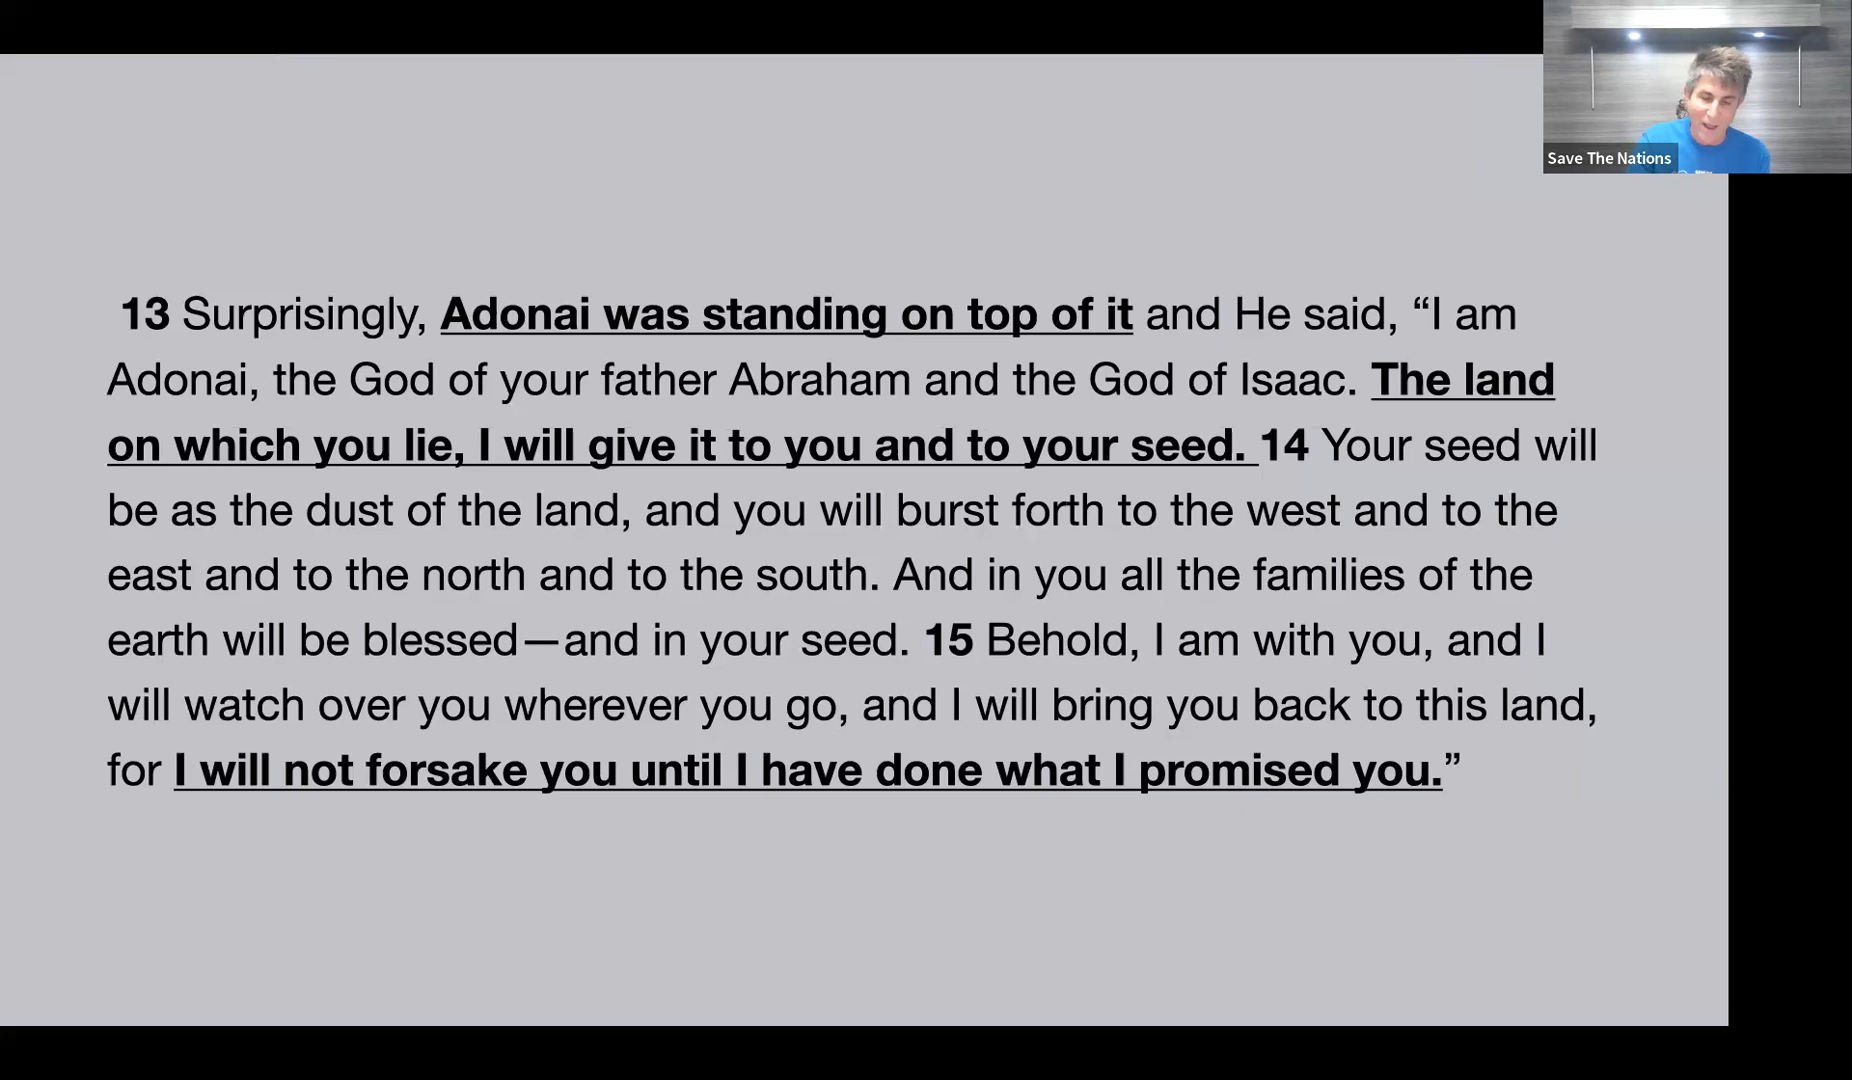 Save The Nations
13 Surprisingly, Adonai was standing on top of it and He said, “I am
Adonai, the God of your father Abraham and the God of Isaac. The land
on which you lie, I will give it to you and to your seed. 14 Your seed will
be as the dust of the land, and you will burst forth to the west and to the
east and to the north and to the south. And in you all the families of the
earth will be blessed—and in your seed. 15 Behold, I am with you, and I
will watch over you wherever you go, and I will bring you back to this land,
for I will not forsake you until I have done what I promised you.”